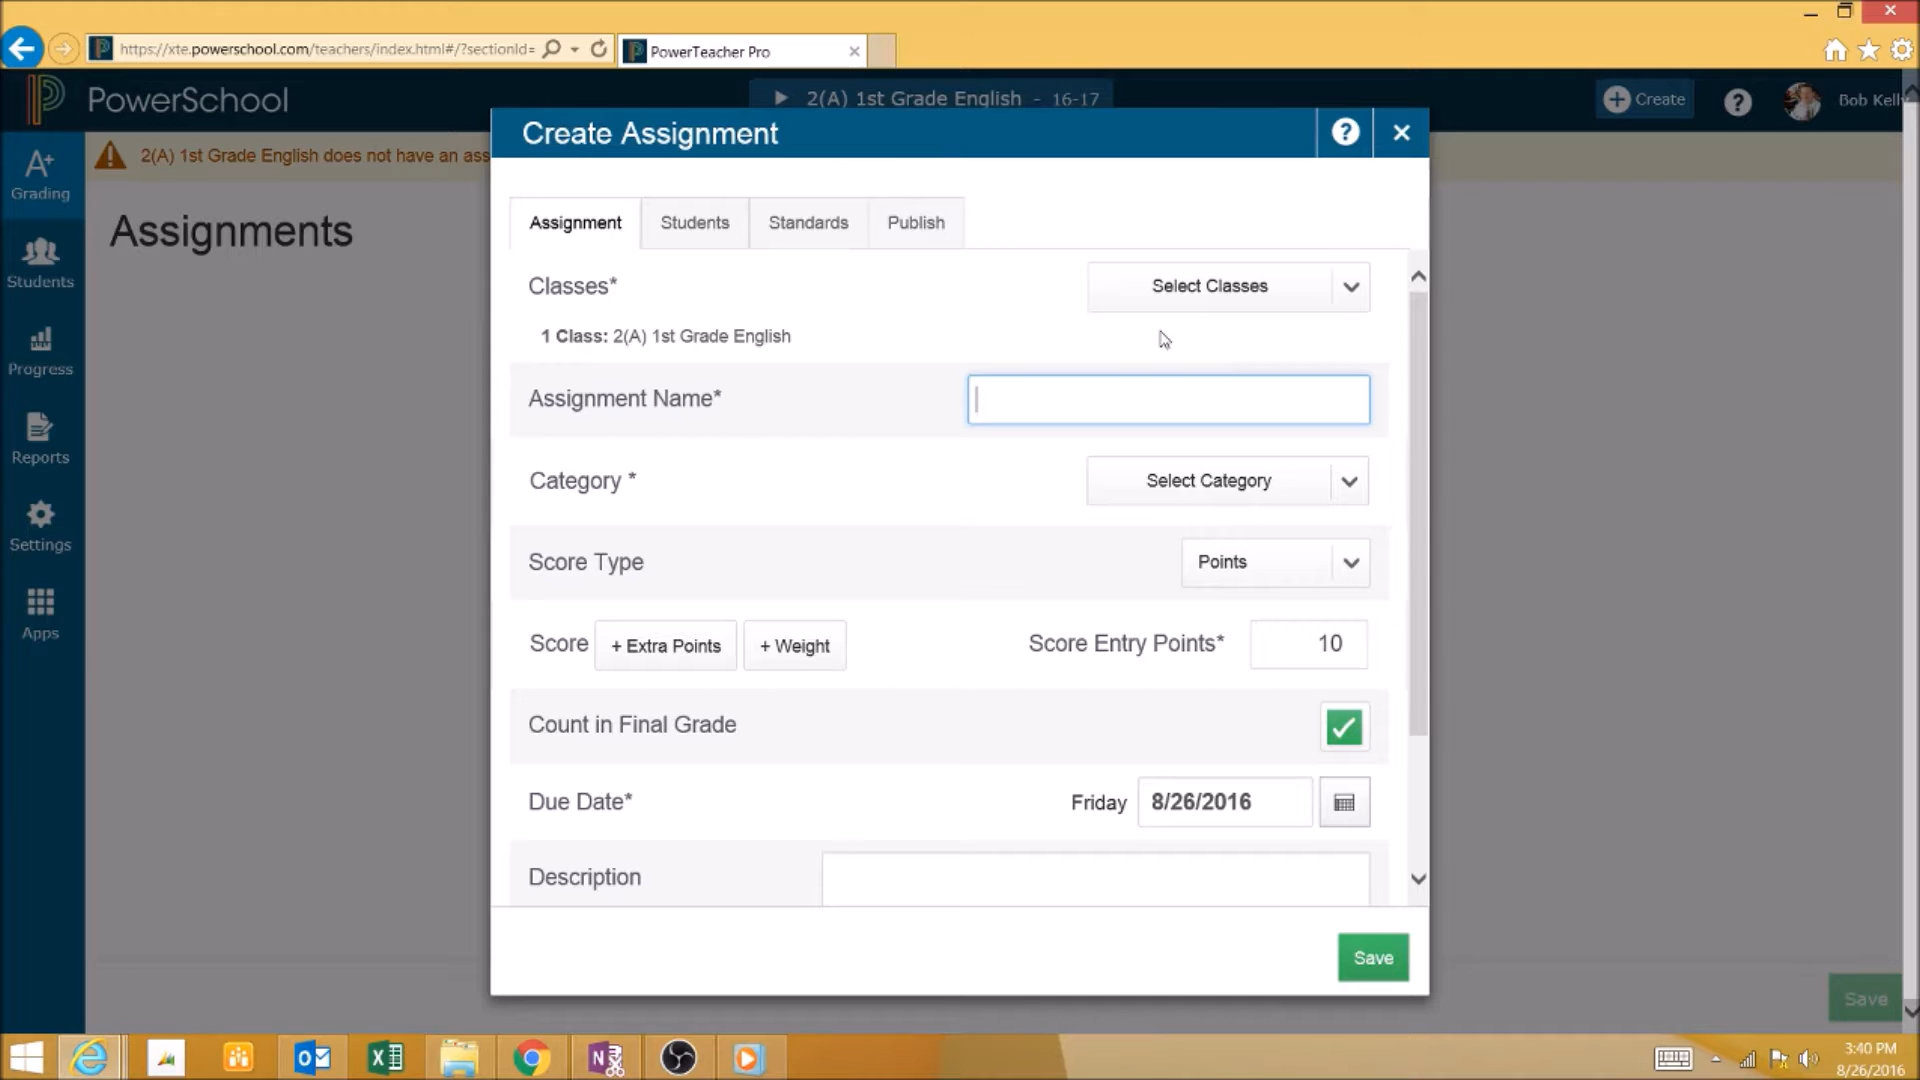 https://xte.powerschool.com/teachers/index.html#/?sectionId=
PowerTeacher Pro
PowerSchool
2(A) 1st Grade English - 16-17
Create
Bob Kelly
2(A) 1st Grade English does not have an ass
Grading
Students
Progress
Reports
Settings
Apps
Assignments
Create Assignment
Assignment
Students
Standards
Publish
Classes*
Select Classes
1 Class: 2(A) 1st Grade English
Assignment Name*
Category *
Select Category
Score Type
Points
Score
+ Extra Points
+ Weight
Score Entry Points*
10
Count in Final Grade
Due Date*
Friday
8/26/2016
Description
Save
Save
3:40 PM
8/26/2016